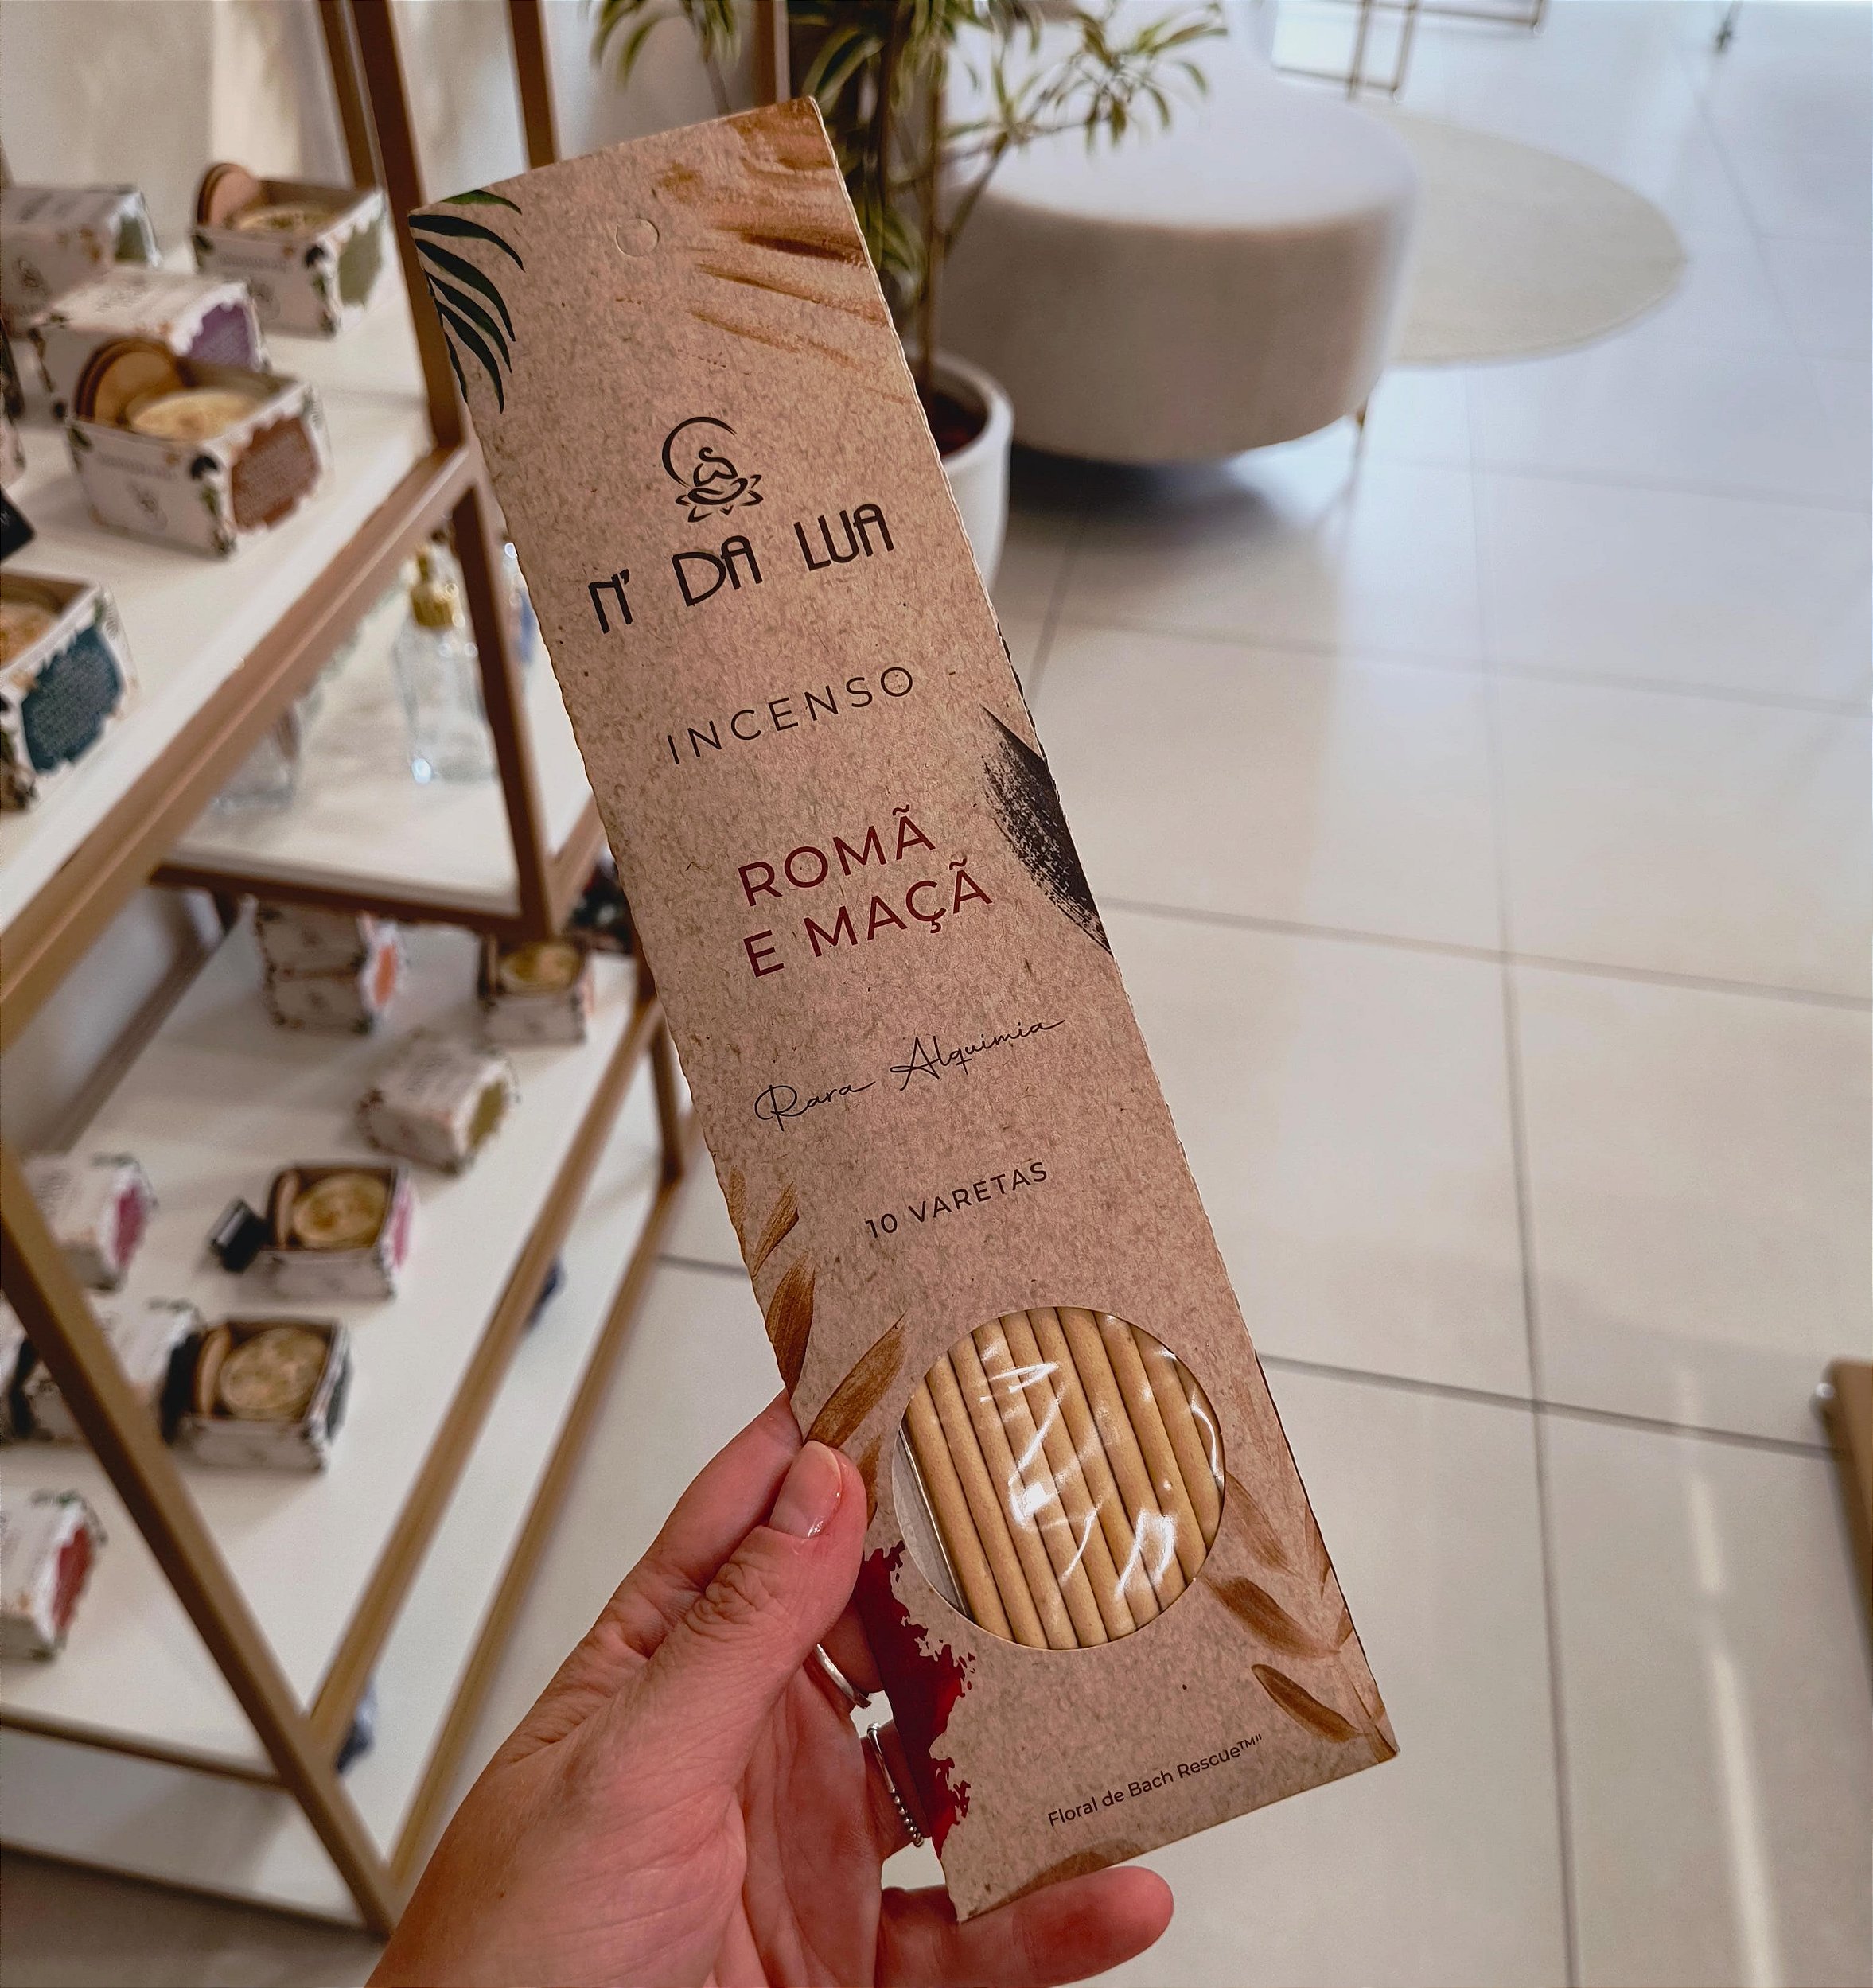 N' DA LUA
INCENSO
ROMÃ
E MAÇÃ
Rara Alquimia
10 VARETAS
Floral de Bach Rescue™"